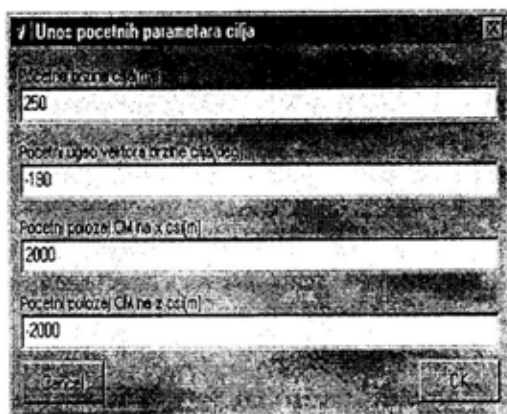 Unos pocetnih parametara cilja
Pocetna brzina cilja[m/s]
250
Pocetni ugao vektora brzine cilja[deg]
-180
Pocetni polozaj CM na x osi[m]
2000
Pocetni polozaj CM na z osi[m]
-2000
Cancel
OK